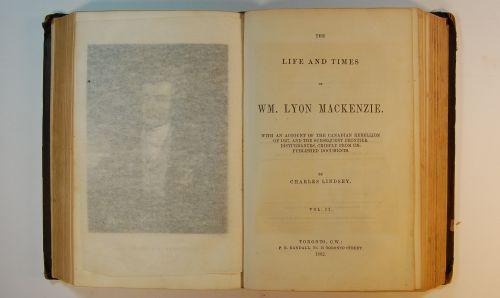 THE
LIFE AND TIMES
OF
WM. LYON MACKENZIE.
WITH AN ACCOUNT OF THE CANADIAN REBELLION
OF 1837, AND THE SUBSEQUENT FRONTIER
DISTURBANCES, CHIEFLY FROM UN-
PUBLISHED DOCUMENTS.
BY
CHARLES LINDSEY.
VOL. II.
TORONTO, C.W.:
P. R. RANDALL, NO. 12 TORONTO STREET
1862.